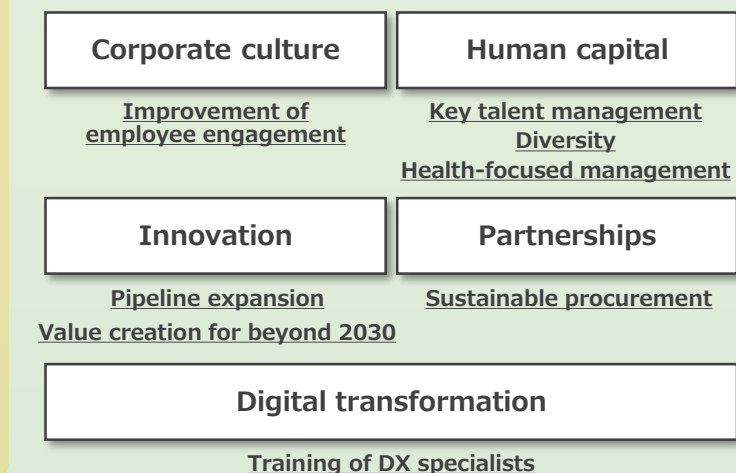 Corporate culture
Improvement of
employee engagement
Human capital
Key talent management
Diversity
Health-focused management
Innovation
Pipeline expansion
Value creation for beyond 2030
Partnerships
Sustainable procurement
Digital transformation
Training of DX specialists